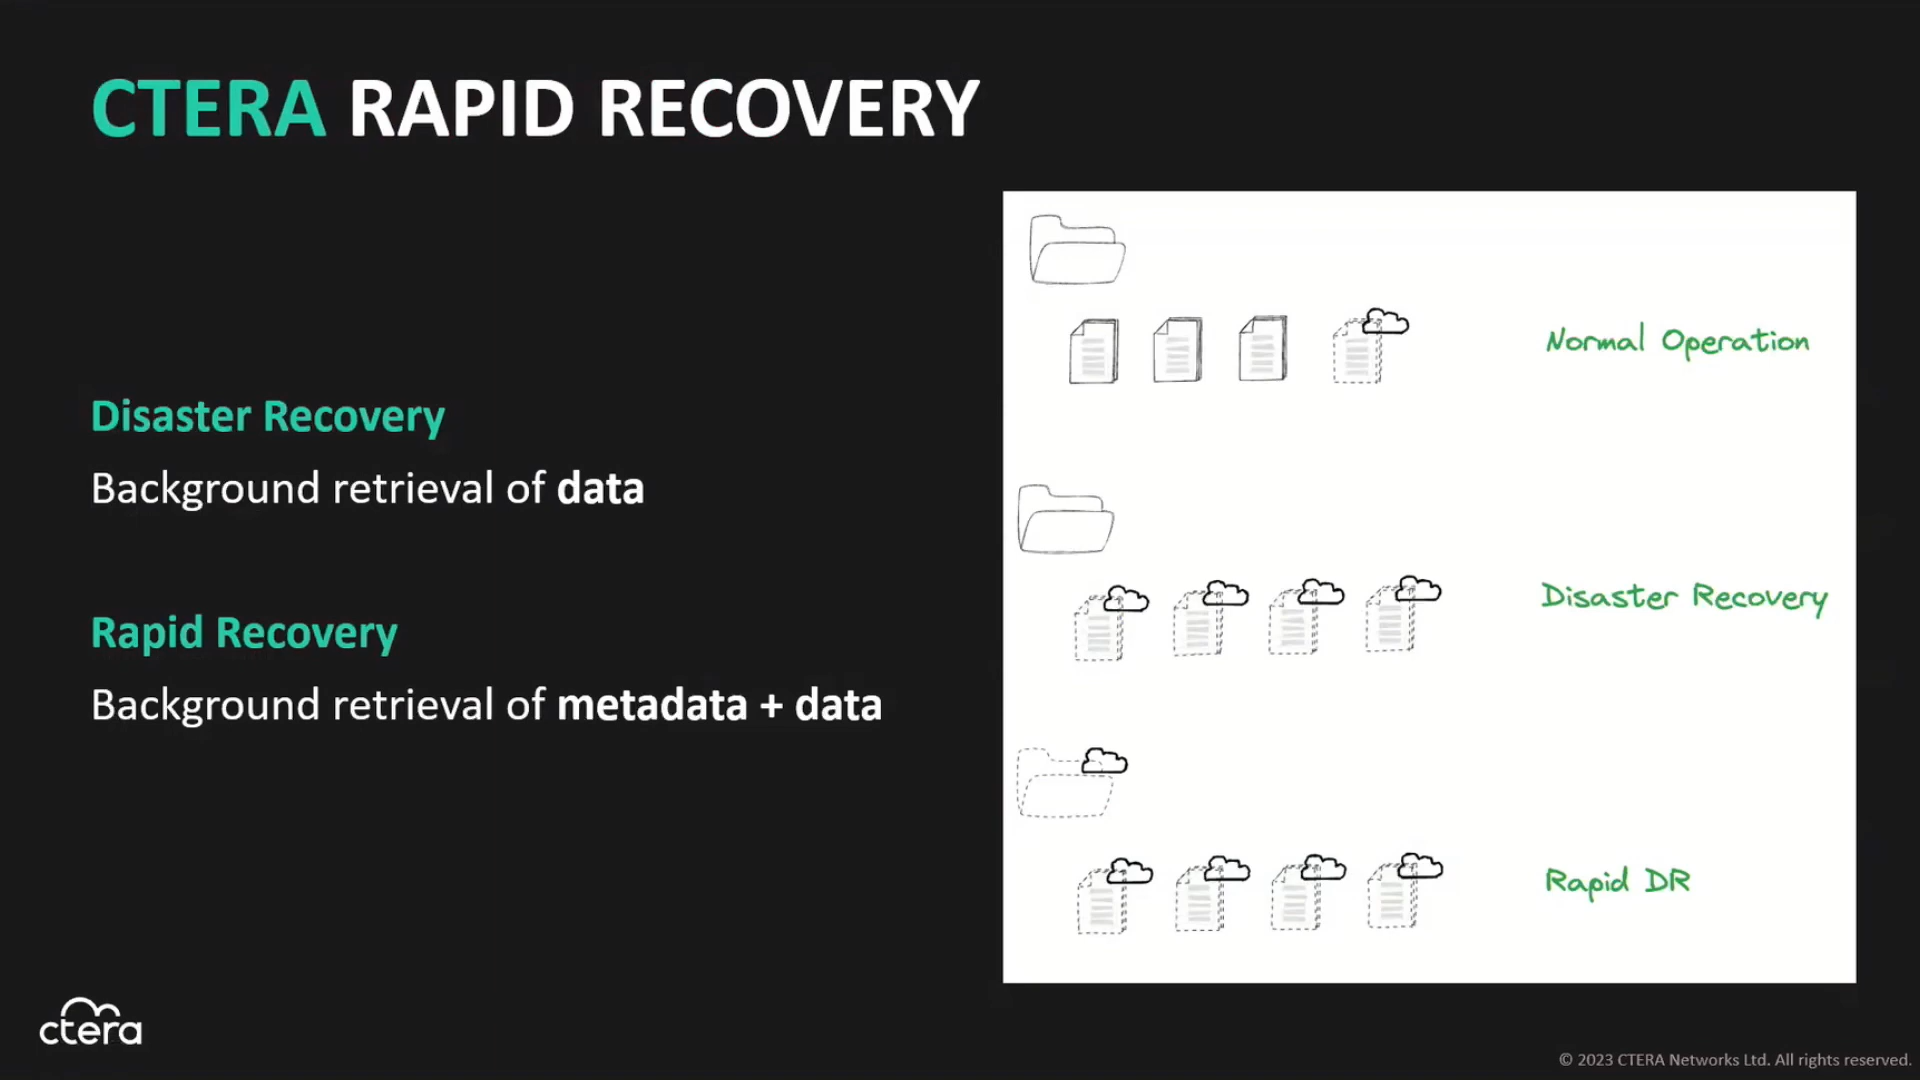 CTERA RAPID RECOVERY
Disaster Recovery
Background retrieval of data
Rapid Recovery
Background retrieval of metadata + data
Normal Operation
Disaster Recovery
Rapid DR
ctera
© 2023 CTERA Networks Ltd. All rights reserved.